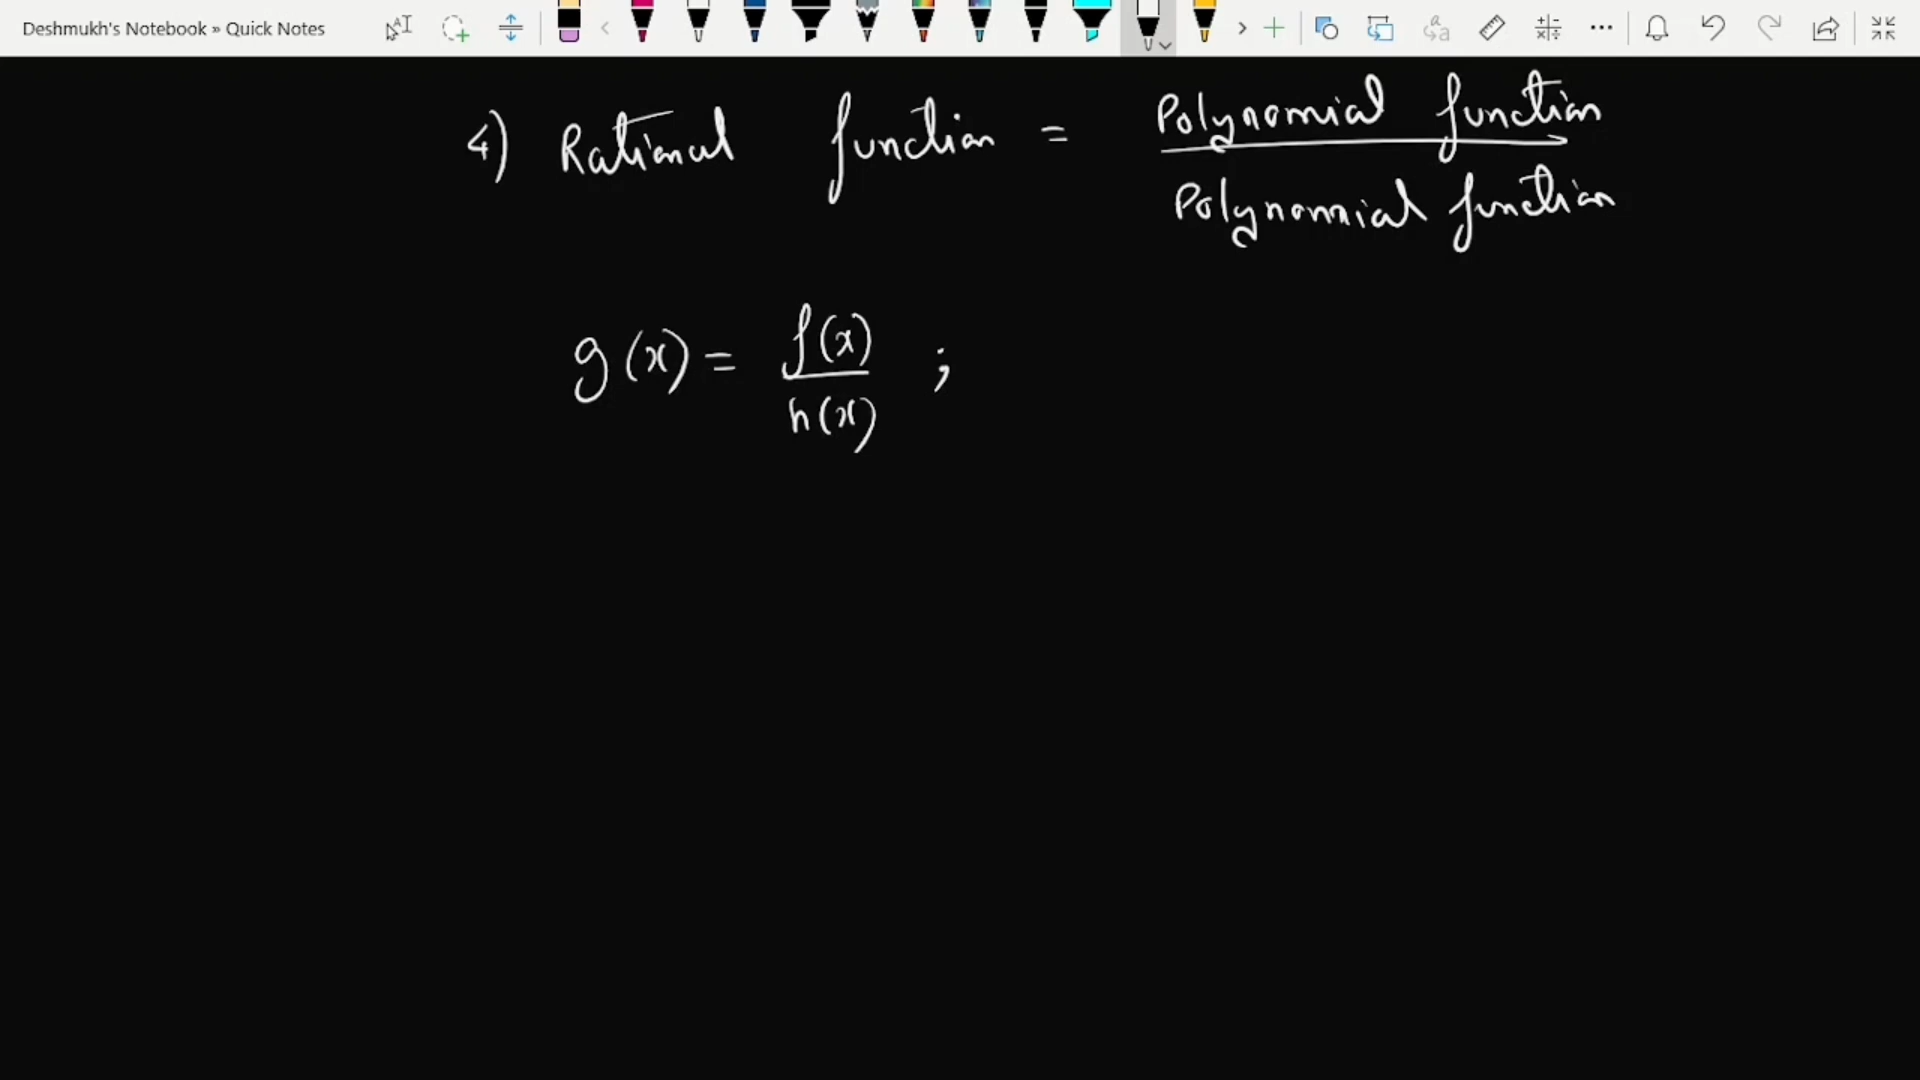 Deshmukh's Notebook » Quick Notes
4) Rational function = Polynomial function
Polynomial function
g(x) = f(x) ;
h(x)